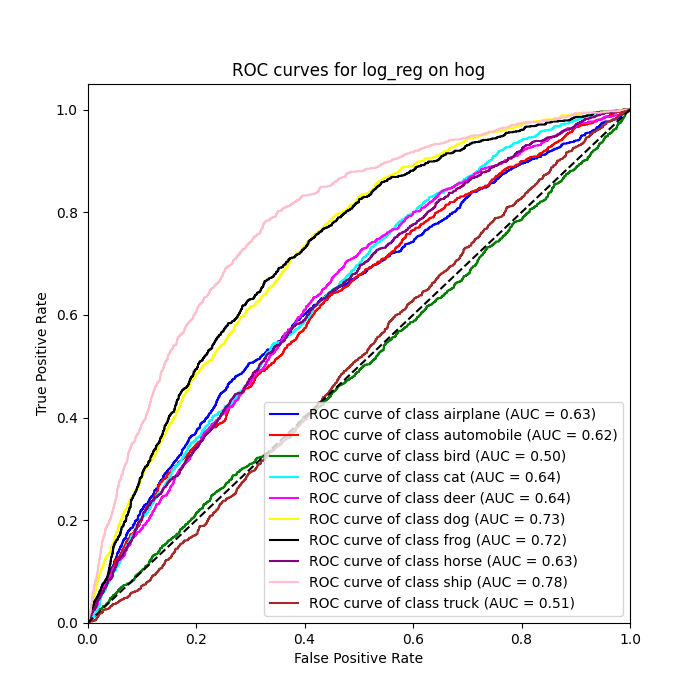 ROC curves for log_reg on hog
1.0
0.8
0.6
0.4
0.2
0.0
True Positive Rate
ROC curve of class airplane (AUC = 0.63)
ROC curve of class automobile (AUC = 0.62)
ROC curve of class bird (AUC = 0.50)
ROC curve of class cat (AUC = 0.64)
ROC curve of class deer (AUC = 0.64)
ROC curve of class dog (AUC = 0.73)
ROC curve of class frog (AUC = 0.72)
ROC curve of class horse (AUC = 0.63)
ROC curve of class ship (AUC = 0.78)
ROC curve of class truck (AUC = 0.51)
0.0 0.2 0.4 0.6 0.8 1.0
False Positive Rate